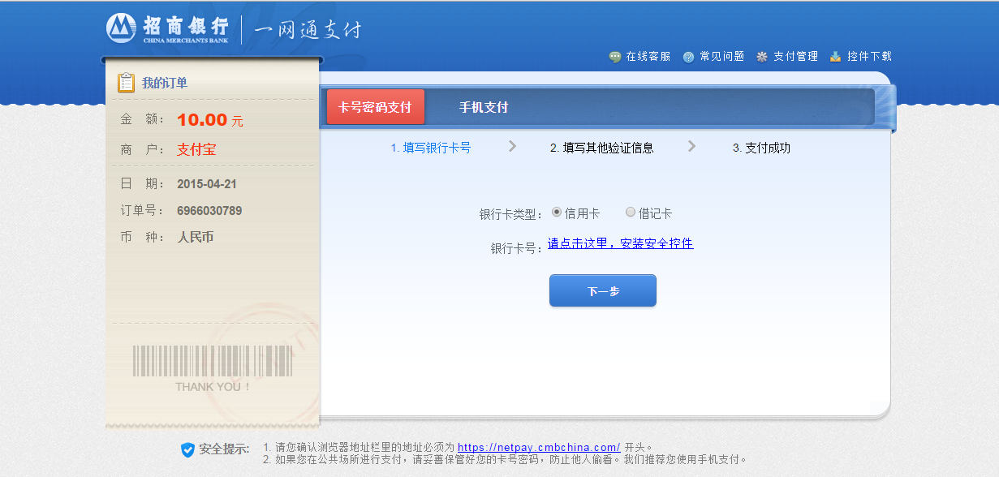 招商银行
CHINA MERCHANTS BANK
一网通支付
在线客服 常见问题 支付管理 控件下载
我的订单
金 额： 10.00 元
商 户： 支付宝
日 期： 2015-04-21
订单号： 6966030789
币 种： 人民币
THANK YOU !
卡号密码支付 手机支付
1. 填写银行卡号 2. 填写其他验证信息 3. 支付成功
银行卡类型： 信用卡 借记卡
银行卡号： 请点击这里，安装安全控件
下一步
安全提示: 1. 请您确认浏览器地址栏里的地址必须为 https://netpay.cmbchina.com/ 开头。
2. 如果您在公共场所进行支付，请妥善保管好您的卡号密码，防止他人偷看。我们推荐您使用手机支付。